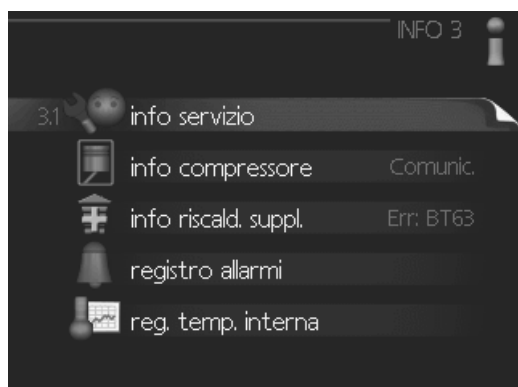 INFO 3
3.1 info servizio
info compressore Comunic.
info riscald. suppl. Err: BT63
registro allarmi
reg. temp. interna